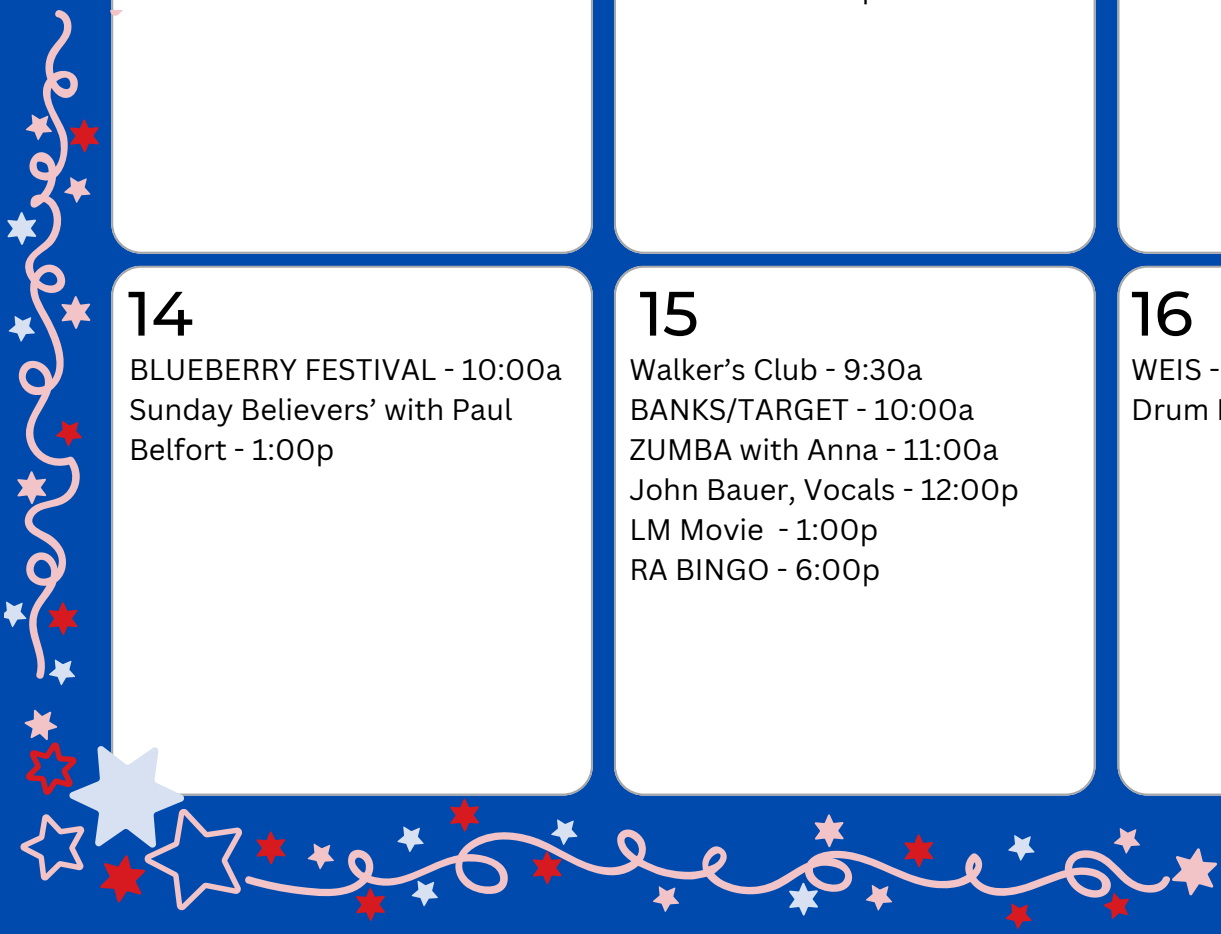 14
BLUEBERRY FESTIVAL - 10:00a
Sunday Believers’ with Paul
Belfort - 1:00p
15
Walker’s Club - 9:30a
BANKS/TARGET - 10:00a
ZUMBA with Anna - 11:00a
John Bauer, Vocals - 12:00p
LM Movie  - 1:00p
RA BINGO - 6:00p
16
WEIS -
Drum